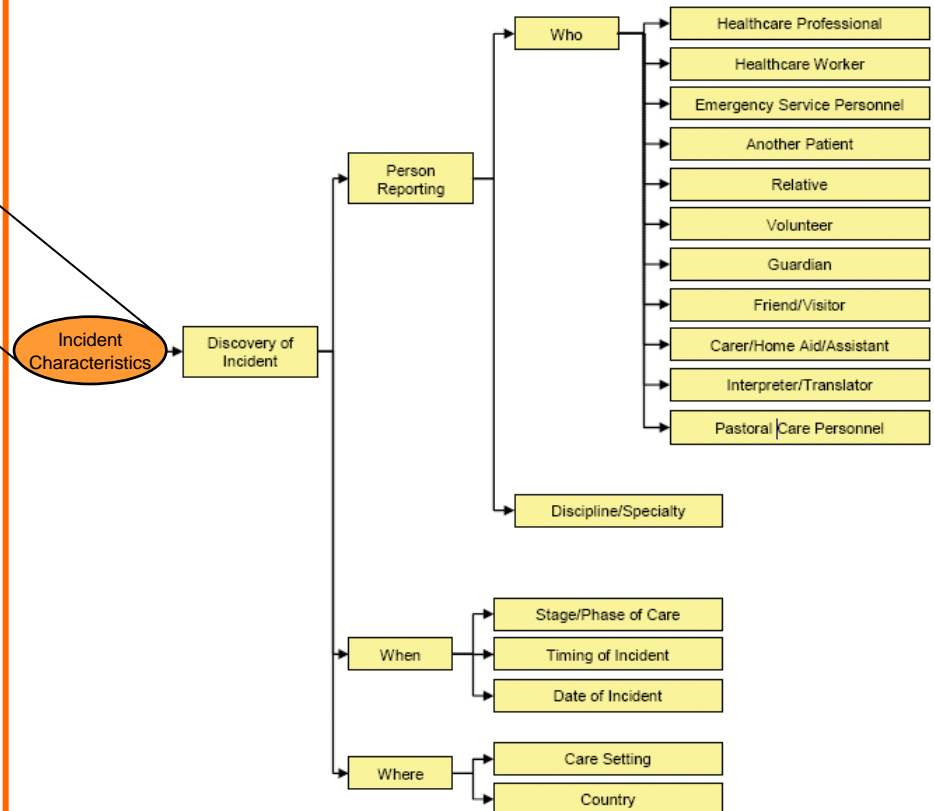 Who
Healthcare Professional
Healthcare Worker
Emergency Service Personnel
Another Patient
Person
Reporting
Relative
Volunteer
Guardian
Friend/Visitor
Incident
Characteristics
Discovery of
Incident
Carer/Home Aid/Assistant
Interpreter/Translator
Pastoral Care Personnel
Discipline/Specialty
Stage/Phase of Care
When
Timing of Incident
Date of Incident
Care Setting
Where
Country